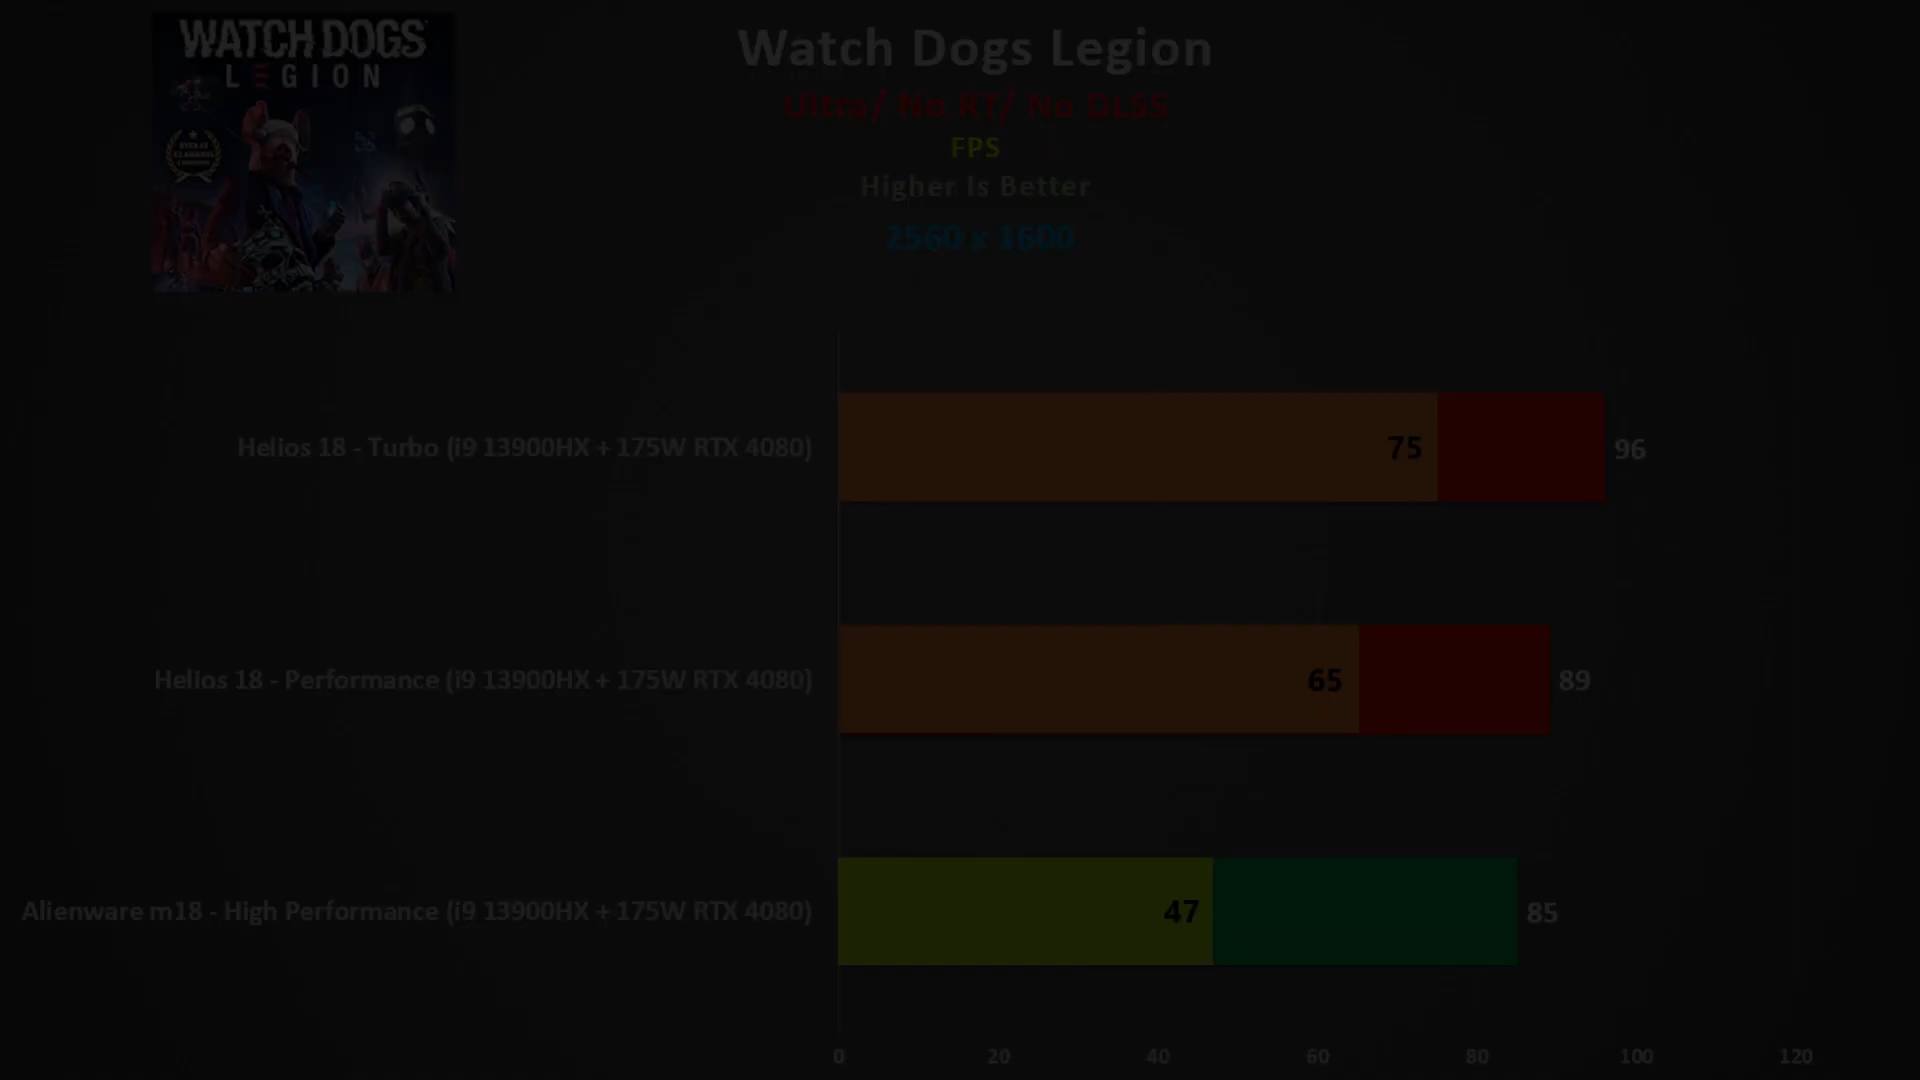 WATCH DOGS
LEGION
Watch Dogs Legion
Ultra/ No RT/ No DLSS
FPS
Higher Is Better
2560 x 1600
Helios 18 - Turbo (i9 13900HX + 175W RTX 4080)
75
96
Helios 18 - Performance (i9 13900HX + 175W RTX 4080)
65
89
Alienware m18 - High Performance (i9 13900HX + 175W RTX 4080)
47
85
0 20 40 60 80 100 120